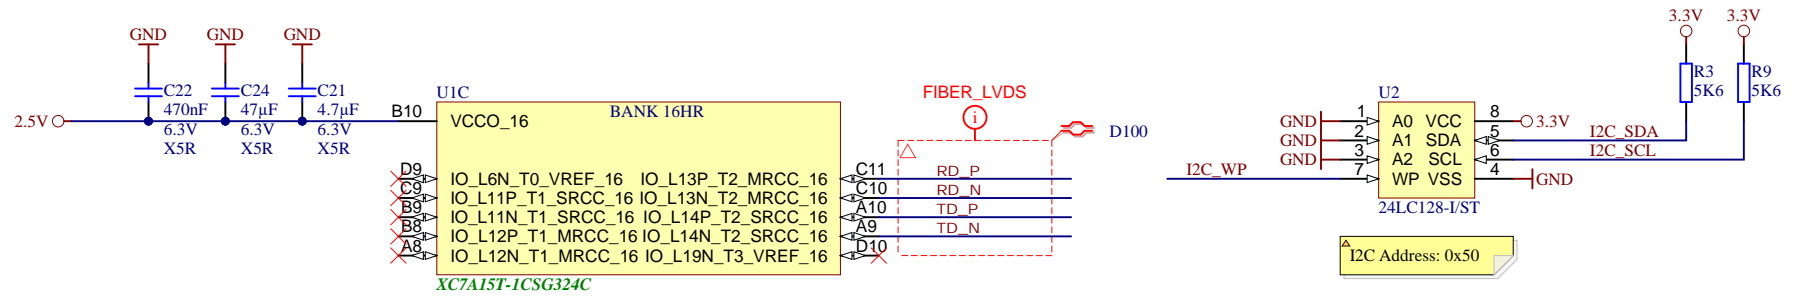 GND
GND
GND
2.5V
C22
470nF
6.3V
X5R
C24
47µF
6.3V
X5R
C21
4.7µF
6.3V
X5R
U1C
BANK 16HR
B10
VCCO_16
D9
IO_L6N_T0_VREF_16
C9
IO_L11P_T1_SRCC_16
B9
IO_L11N_T1_SRCC_16
B8
IO_L12P_T1_MRCC_16
A8
IO_L12N_T1_MRCC_16
IO_L13P_T2_MRCC_16
C11
IO_L13N_T2_MRCC_16
C10
IO_L14P_T2_SRCC_16
A10
IO_L14N_T2_SRCC_16
A9
IO_L19N_T3_VREF_16
D10
XC7A15T-1CSG324C
FIBER_LVDS
i
D100
RD_P
RD_N
TD_P
TD_N
I2C_WP
U2
GND
1
A0
GND
2
A1
GND
3
A2
7
WP
VCC
8
3.3V
SDA
5
I2C_SDA
SCL
6
I2C_SCL
VSS
4
GND
24LC128-I/ST
3.3V
3.3V
R3
5K6
R9
5K6
I2C Address: 0x50